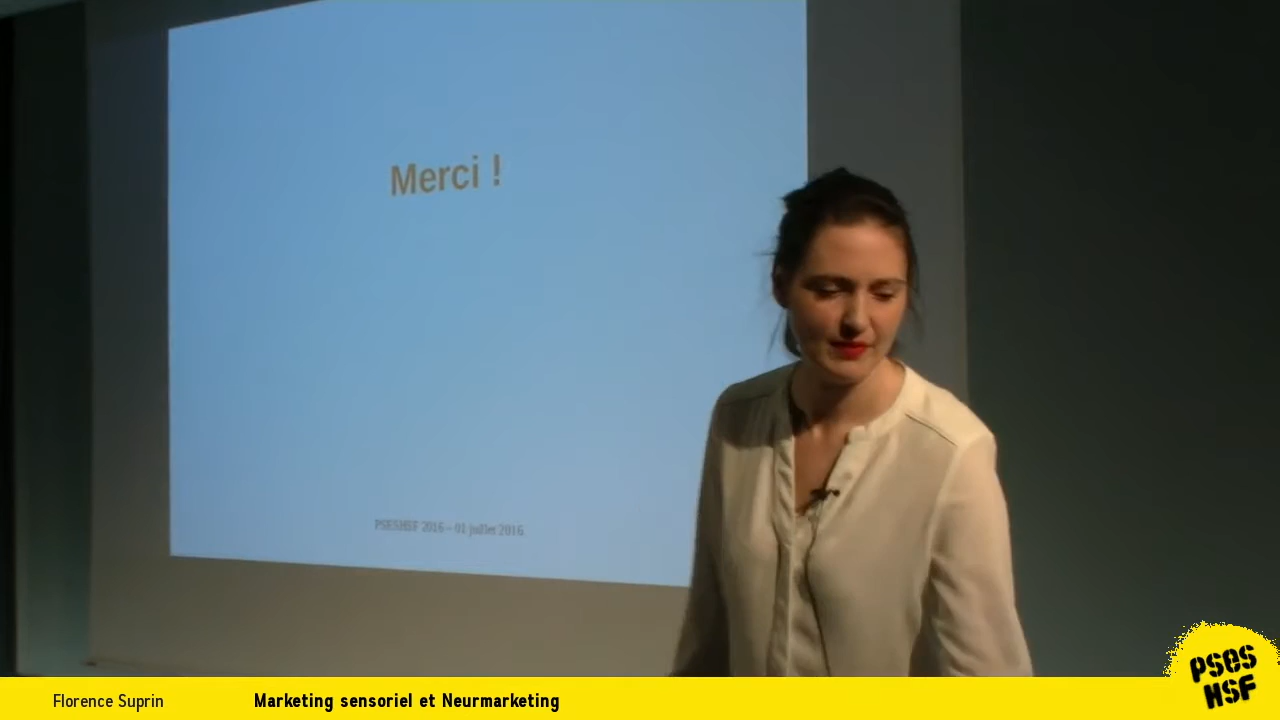 Merci !
PSESHSF 2016 – 01 juillet 2016
Florence Suprin
Marketing sensoriel et Neurmarketing
PSES
HSF